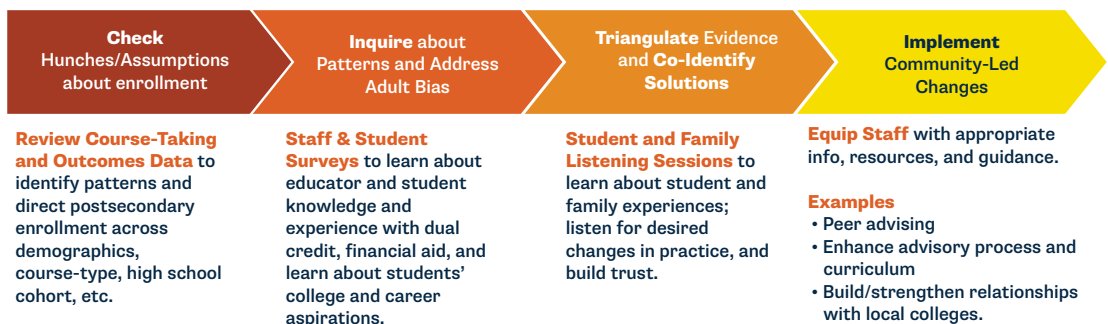 Check
Hunches/Assumptions
about enrollment
Inquire about
Patterns and Address
Adult Bias
Triangulate Evidence
and Co-Identify
Solutions
Implement
Community-Led
Changes
Review Course-Taking
and Outcomes Data to
identify patterns and
direct postsecondary
enrollment across
demographics,
course-type, high school
cohort, etc.
Staff & Student
Surveys to learn about
educator and student
knowledge and
experience with dual
credit, financial aid, and
learn about students’
college and career
aspirations.
Student and Family
Listening Sessions to
learn about student and
family experiences;
listen for desired
changes in practice, and
build trust.
Equip Staff with appropriate
info, resources, and guidance.
Examples
• Peer advising
• Enhance advisory process and
curriculum
• Build/strengthen relationships
with local colleges.